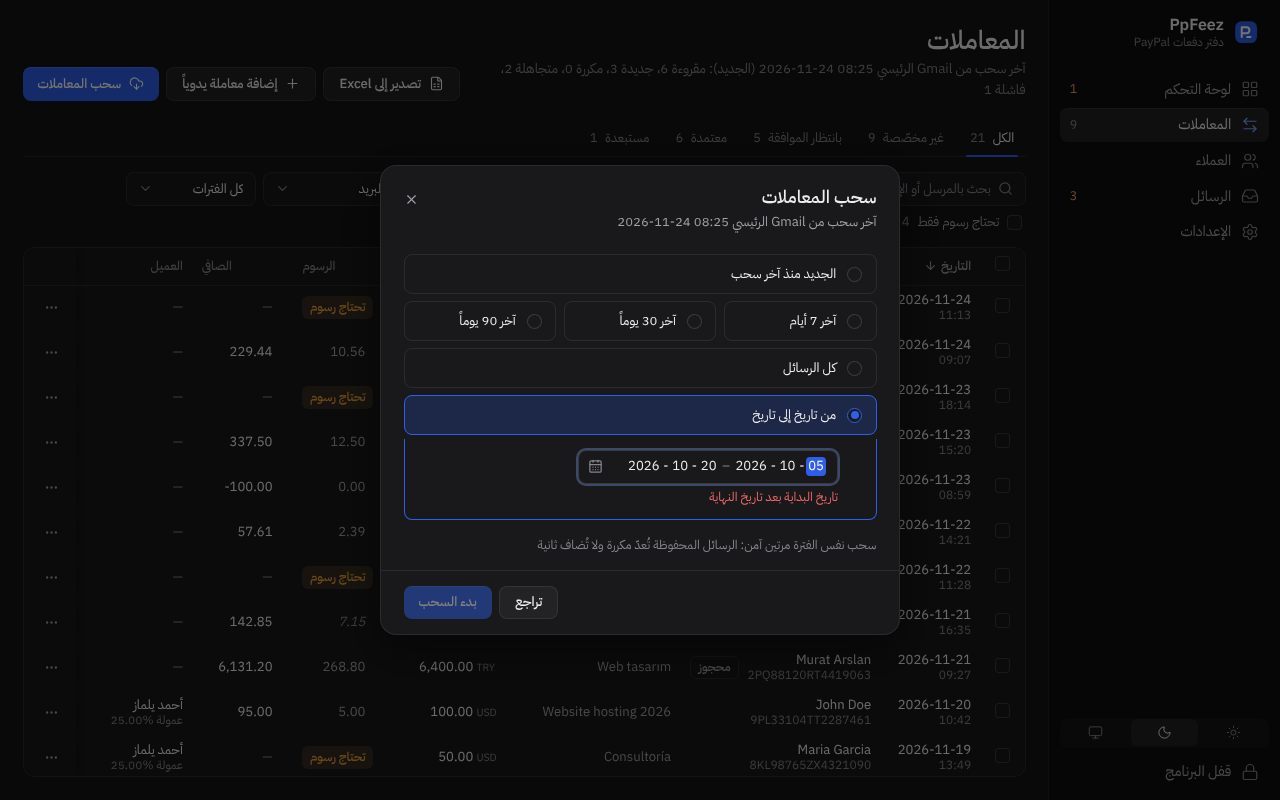 PpFeez
دفتر دفعات PayPal
لوحة التحكم 1
المعاملات 9
العملاء
الرسائل 3
الإعدادات
قفل البرنامج
المعاملات
آخر سحب من Gmail الرئيسي 2026-11-24 08:25 (الجديد): مقروءة 6، جديدة 3، مكررة 0، متجاهلة 2،
فاشلة 1
تصدير إلى Excel
إضافة معاملة يدوياً
سحب المعاملات
الكل 21 غير مخصّصة 9 بانتظار الموافقة 5 معتمدة 6 مستبعدة 1
بحث بالمرسل أو
كل الفترات
تحتاج رسوم فقط 4
سحب المعاملات
آخر سحب من Gmail الرئيسي 2026-11-24 08:25
الجديد منذ آخر سحب
آخر 7 أيام
آخر 30 يوماً
آخر 90 يوماً
كل الرسائل
من تاريخ إلى تاريخ
2026 - 10 - 20 – 2026 - 10 - 05
تاريخ البداية بعد تاريخ النهاية
سحب نفس الفترة مرتين آمن: الرسائل المحفوظة تُعدّ مكررة ولا تُضاف ثانية
تراجع
بدء السحب
التاريخ الرسوم الصافي العميل
2026-11-24 تحتاج رسوم — —
11:13
2026-11-24 10.56 229.44 —
09:07
2026-11-23 تحتاج رسوم — —
18:14
2026-11-23 12.50 337.50 —
15:20
2026-11-23 0.00 -100.00 —
08:59
2026-11-22 2.39 57.61 —
14:21
2026-11-22 تحتاج رسوم — —
11:28
2026-11-21 7.15 142.85 —
16:35
2026-11-21 Murat Arslan محجوز Web tasarım 6,400.00 TRY 268.80 6,131.20 —
09:27 2PQ88120RT4419063
2026-11-20 John Doe Website hosting 2026 100.00 USD 5.00 95.00 أحمد يلماز
10:42 9PL33104TT2287461 عمولة 25.00%
2026-11-19 Maria Garcia Consultoría 50.00 USD تحتاج رسوم — أحمد يلماز
13:49 8KL98765ZX4321090 عمولة 25.00%